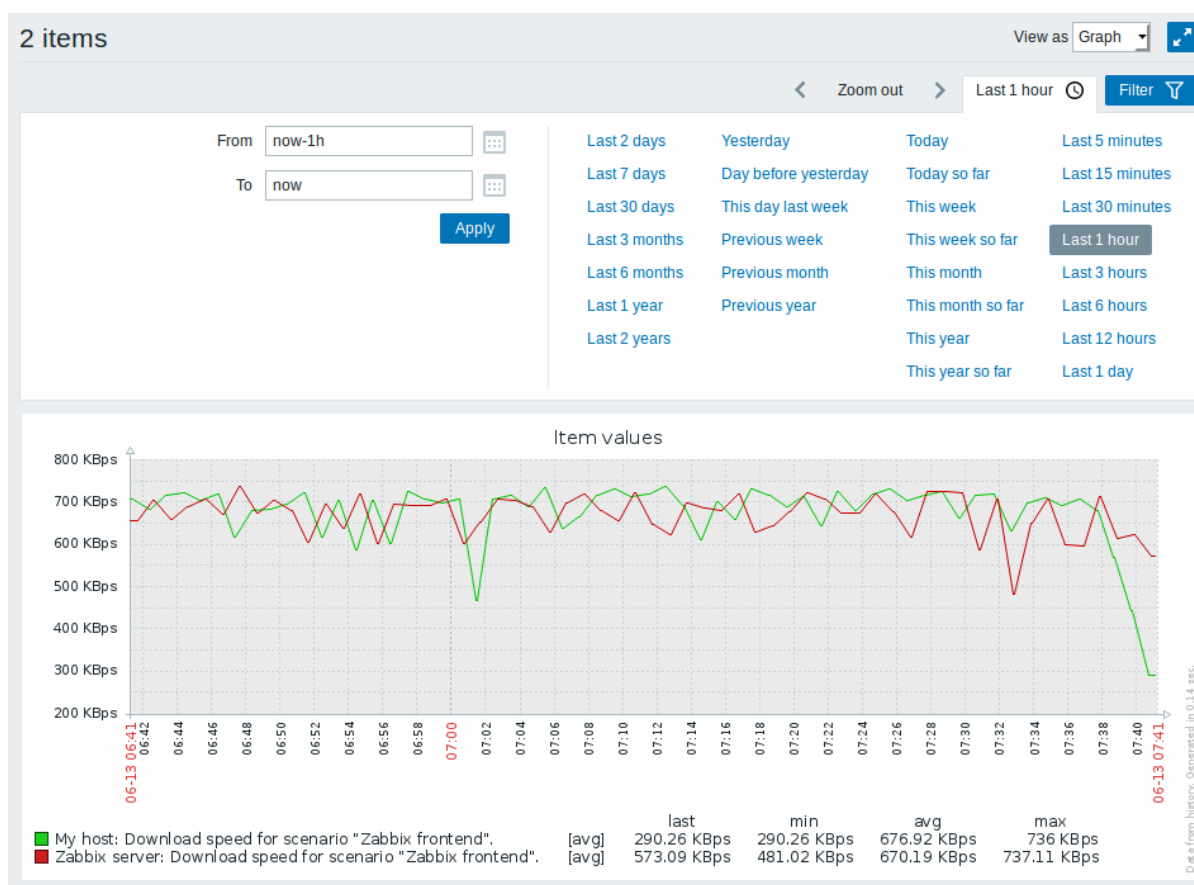 2 items
View as Graph
Zoom out Last 1 hour Filter
From now-1h
To now
Apply
Last 2 days Yesterday Today Last 5 minutes
Last 7 days Day before yesterday Today so far Last 15 minutes
Last 30 days This day last week This week Last 30 minutes
Last 3 months Previous week This week so far Last 1 hour
Last 6 months Previous month This month Last 3 hours
Last 1 year Previous year This month so far Last 6 hours
Last 2 years This year Last 12 hours
This year so far Last 1 day
Item values
800 KBps
700 KBps
600 KBps
500 KBps
400 KBps
300 KBps
200 KBps
06-13 06:41 06:42 06:44 06:46 06:48 06:50 06:52 06:54 06:56 06:58 07:00 07:02 07:04 07:06 07:08 07:10 07:12 07:14 07:16 07:18 07:20 07:22 07:24 07:26 07:28 07:30 07:32 07:34 07:36 07:38 07:40 06-13 07:41
last min avg max
My host: Download speed for scenario "Zabbix frontend". [avg] 290.26 KBps 290.26 KBps 676.92 KBps 736 KBps
Zabbix server: Download speed for scenario "Zabbix frontend". [avg] 573.09 KBps 481.02 KBps 670.19 KBps 737.11 KBps
Data from history. Generated in 0.14 sec.